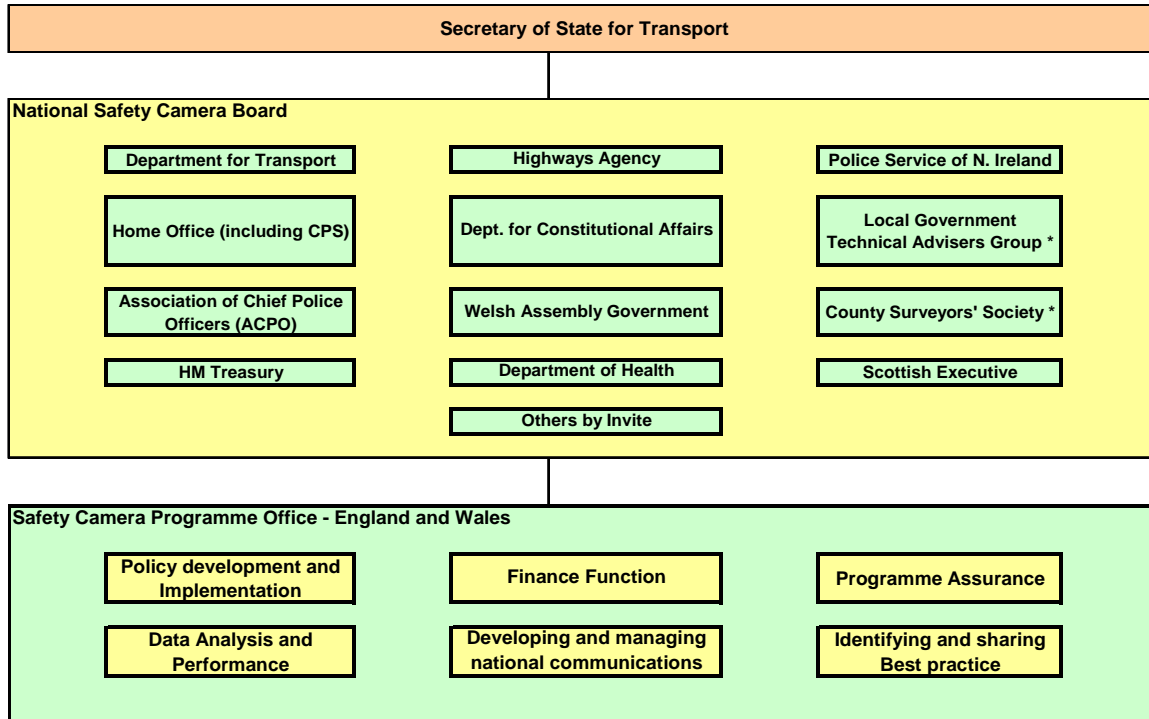 Secretary of State for Transport
National Safety Camera Board
Department for Transport
Highways Agency
Police Service of N. Ireland
Home Office (including CPS)
Dept. for Constitutional Affairs
Local Government
Technical Advisers Group *
Association of Chief Police
Officers (ACPO)
Welsh Assembly Government
County Surveyors' Society *
HM Treasury
Department of Health
Scottish Executive
Others by Invite
Safety Camera Programme Office - England and Wales
Policy development and
Implementation
Finance Function
Programme Assurance
Data Analysis and
Performance
Developing and managing
national communications
Identifying and sharing
Best practice